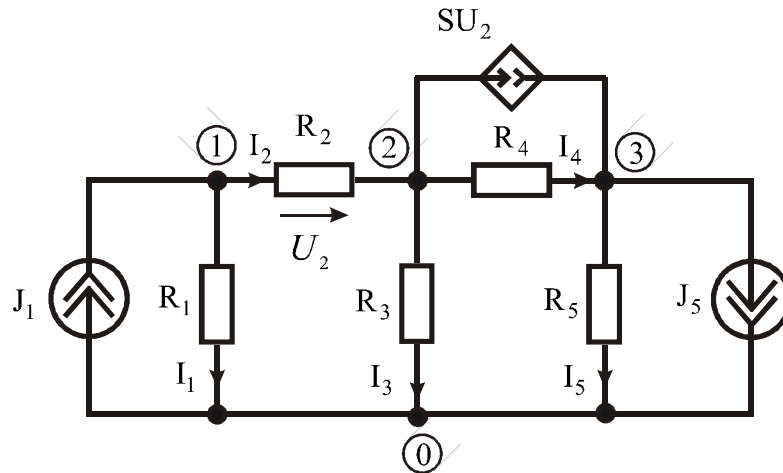 SU₂
① I₂ R₂ ② R₄ I₄ ③
U₂
J₁ R₁ R₃ R₅ J₅
I₁ I₃ I₅
⓪